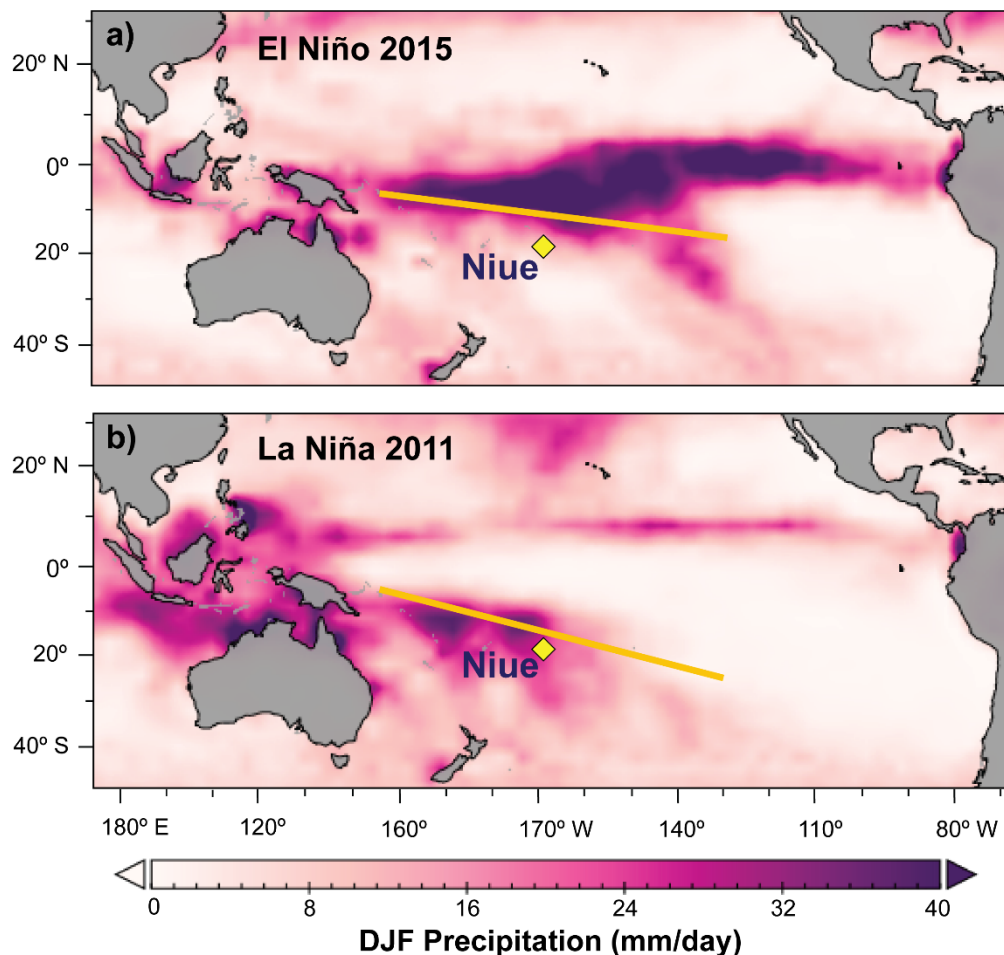 a)
El Niño 2015
20º N
0º
20º
40º S
Niue
b)
La Niña 2011
20º N
0º
20º
40º S
Niue
180º E 120º 160º 170º W 140º 110º 80º W
0 8 16 24 32 40
DJF Precipitation (mm/day)